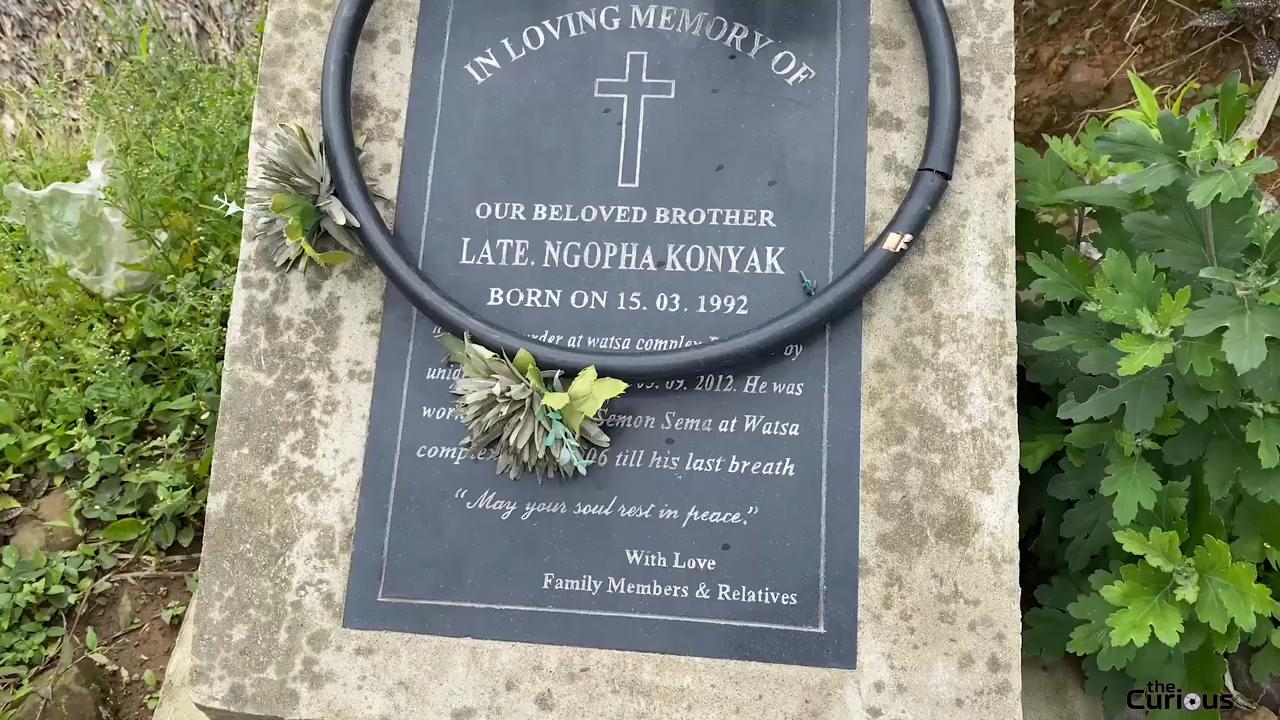 IN LOVING MEMORY OF
OUR BELOVED BROTHER
LATE. NGOPHA KONYAK
BORN ON 15. 03. 1992
at watsa complex by
09. 2012. He was
Semon Sema at Watsa
06 till his last breath
"May your soul rest in peace."
With Love
Family Members & Relatives
the
Curious